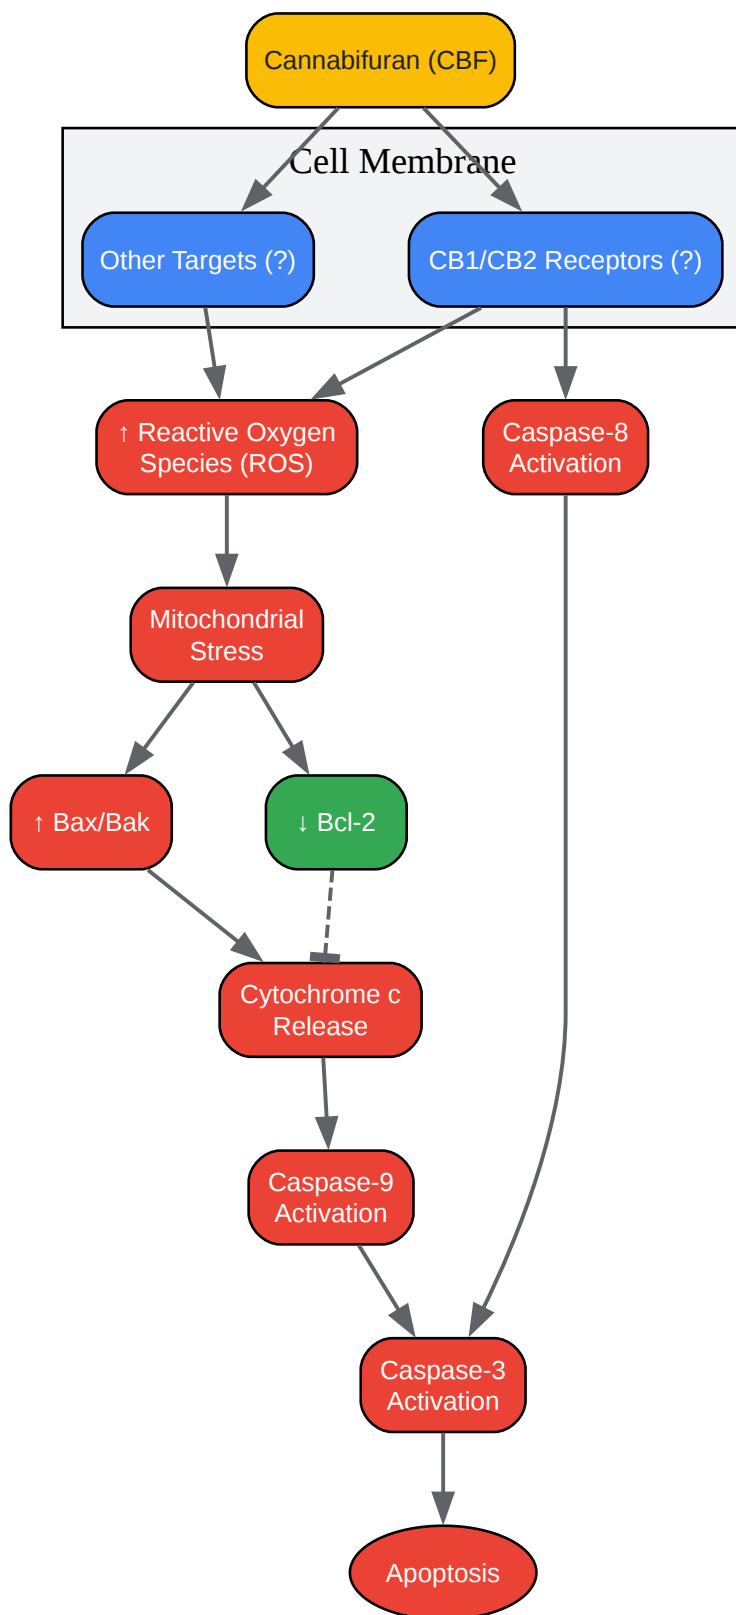 Cannabifuran (CBF)
Cell Membrane
Other Targets (?)
CB1/CB2 Receptors (?)
↑ Reactive Oxygen
Species (ROS)
Caspase-8
Activation
Mitochondrial
Stress
↑ Bax/Bak
↓ Bcl-2
Cytochrome c
Release
Caspase-9
Activation
Caspase-3
Activation
Apoptosis